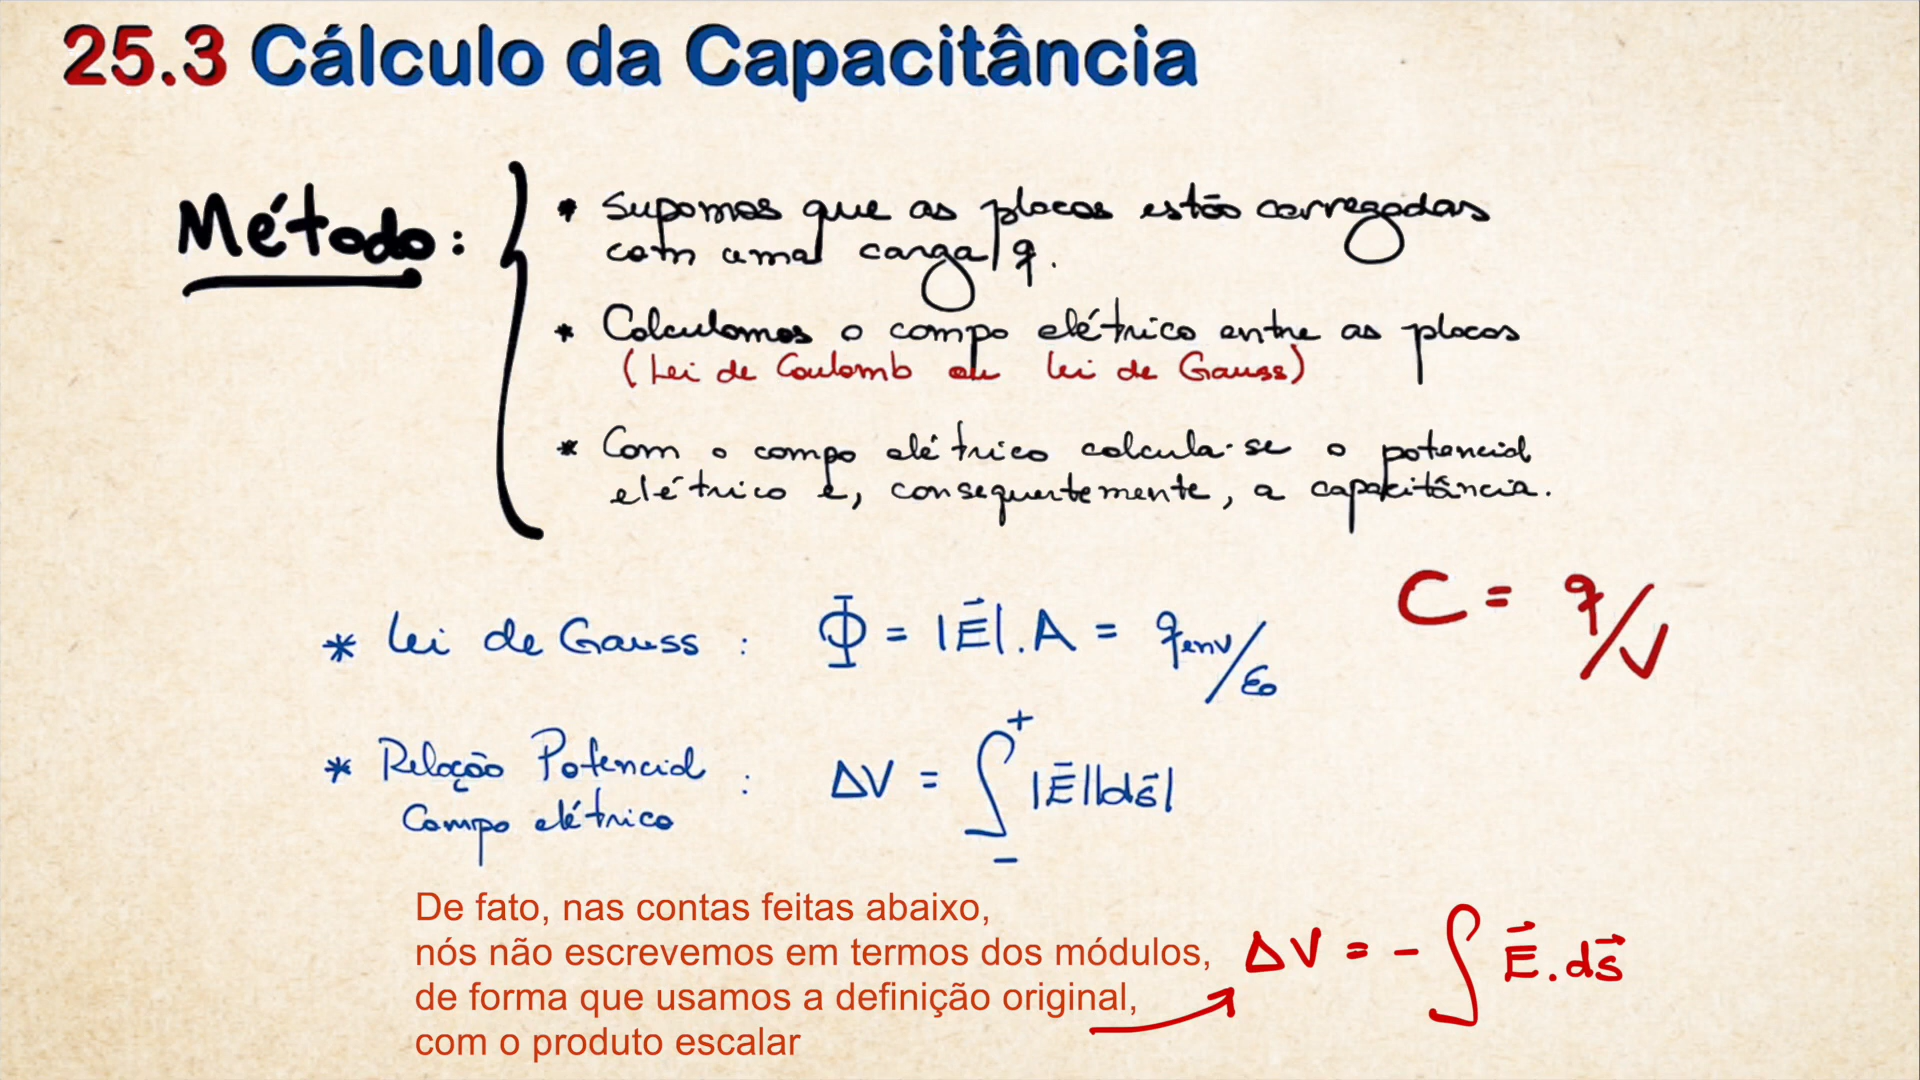 25.3 Cálculo da Capacitância
Método:
* Supomos que as placas estão carregadas
com uma carga q.
* Calculamos o campo elétrico entre as placas
(Lei de Coulomb ou lei de Gauss)
* Com o campo elétrico calcula-se o potencial
elétrico e, consequentemente, a capacitância.
C = q/V
* Lei de Gauss : Φ = |E⃗|.A = qenv/ε0
* Relação Potencial
Campo elétrico : ΔV = ∫₋⁺ |E⃗||ds⃗|
De fato, nas contas feitas abaixo,
nós não escrevemos em termos dos módulos,
de forma que usamos a definição original,
com o produto escalar
ΔV = -∫ E⃗.ds⃗